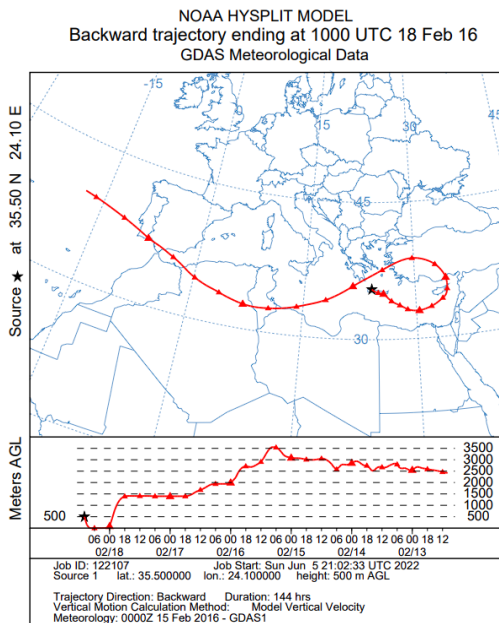 NOAA HYSPLIT MODEL
Backward trajectory ending at 1000 UTC 18 Feb 16
GDAS Meteorological Data
Source ★ at 35.50 N 24.10 E
-15
0
15
30
45
45
30
Meters AGL
500
3500
3000
2500
2000
1500
1000
500
06 00 18 12 06 00 18 12 06 00 18 12 06 00 18 12 06 00 18 12 06 00 18 12
02/18 02/17 02/16 02/15 02/14 02/13
Job ID: 122107 Job Start: Sun Jun 5 21:02:33 UTC 2022
Source 1 lat.: 35.500000 lon.: 24.100000 height: 500 m AGL
Trajectory Direction: Backward Duration: 144 hrs
Vertical Motion Calculation Method: Model Vertical Velocity
Meteorology: 0000Z 15 Feb 2016 - GDAS1